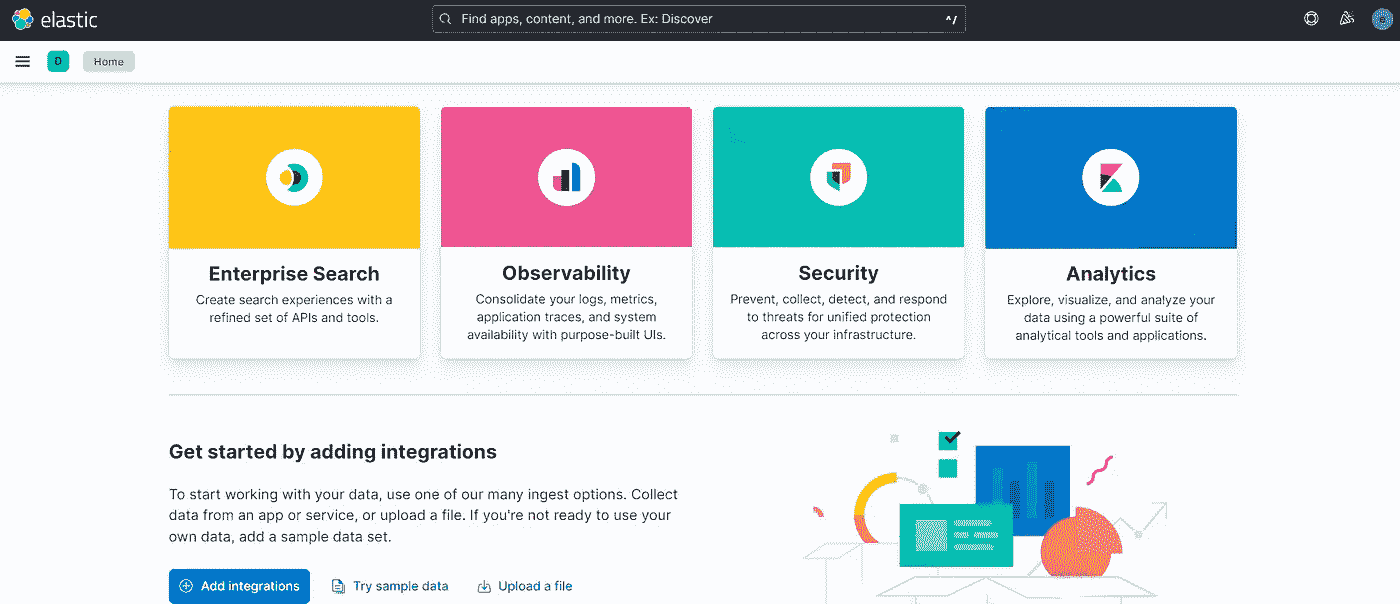 elastic
Find apps, content, and more. Ex: Discover
^/
D
Home
Enterprise Search
Create search experiences with a
refined set of APIs and tools.
Observability
Consolidate your logs, metrics,
application traces, and system
availability with purpose-built UIs.
Security
Prevent, collect, detect, and respond
to threats for unified protection
across your infrastructure.
Analytics
Explore, visualize, and analyze your
data using a powerful suite of
analytical tools and applications.
Get started by adding integrations
To start working with your data, use one of our many ingest options. Collect
data from an app or service, or upload a file. If you're not ready to use your
own data, add a sample data set.
Add integrations
Try sample data
Upload a file